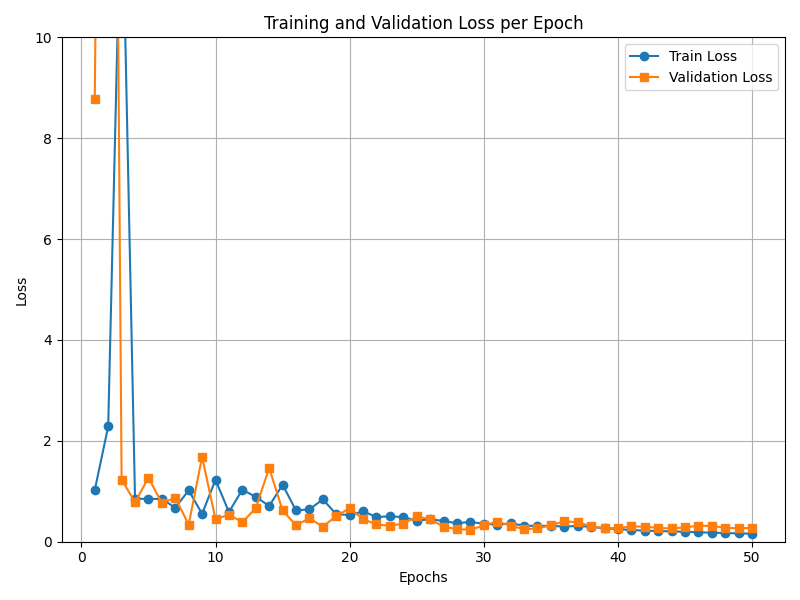 Training and Validation Loss per Epoch
10
8
6
4
2
0
Loss
Train Loss
Validation Loss
0 10 20 30 40 50
Epochs